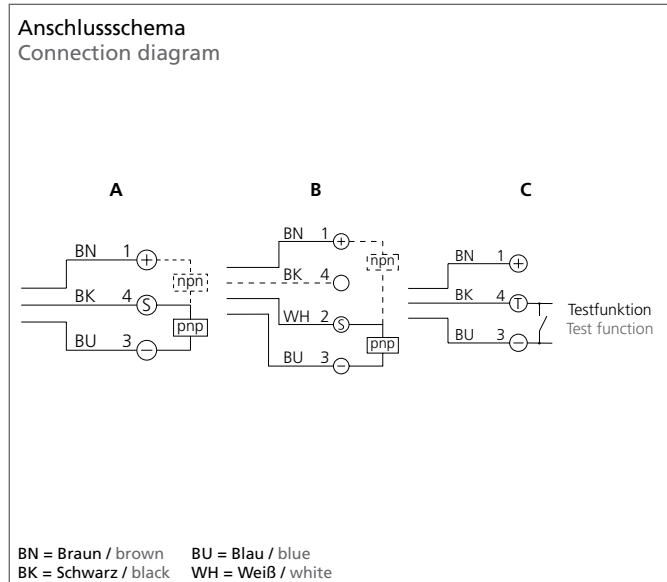 Anschlussschema
Connection diagram
A
BN 1 +
npn
BK 4 S
pnp
BU 3 −
B
BN 1 +
npn
BK 4
WH 2 S
pnp
BU 3 −
C
BN 1 +
BK 4 T
BU 3 −
Testfunktion
Test function
BN = Braun / brown BU = Blau / blue
BK = Schwarz / black WH = Weiß / white